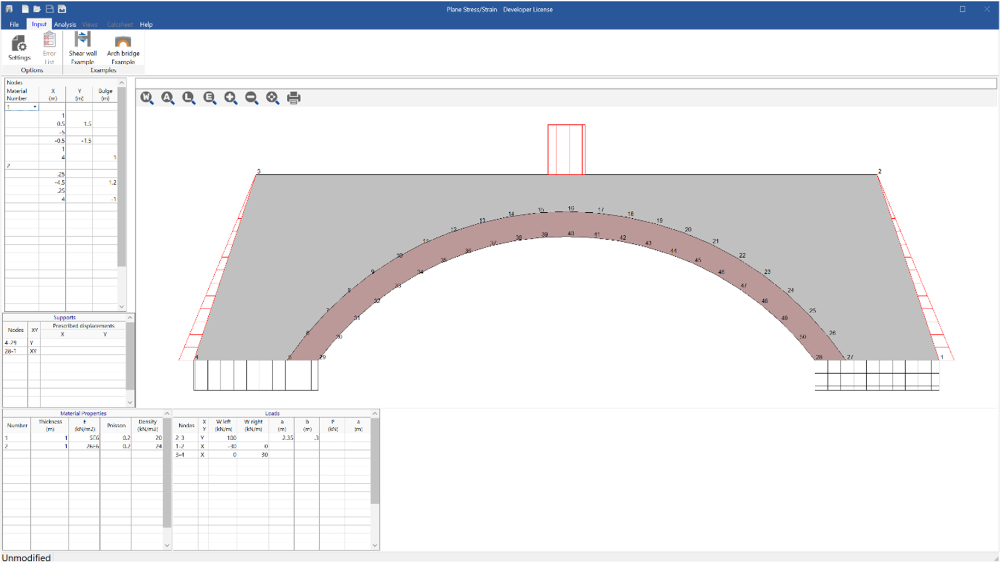 Plane Stress/Strain Developer License
File Input Analysis Views Calcsheet Help
Settings Error List Shear wall Example Arch bridge Example
Options Examples
Nodes
Material Number X (m) Y (m) Bulge (m)
1
1
0.5 1.5
-5
-0.5 -1.5
1
4 1
2
.25
-4.5 1.2
.25
4 -1
W A L E
3 2
15 16 17
14 18
13 19
12 20
11 21
10 22
9 23
8 24
7 25
6 26
5 27
39 40 41
38 42
37 43
36 44
35 45
34 46
33 47
32 48
31 49
30 50
29 28
4 1
Supports
Nodes XY Prescribed displacements
X Y
4-29 Y
28-1 XY
Material Properties
Number Thickness (m) E (kN/m2) Poisson Density (kN/m3)
1 1 5E6 0.2 20
2 1 26E6 0.2 24
Loads
Nodes X Y W left (kN/m) W right (kN/m) a (m) b (m) P (kN) a (m)
2-3 Y 100 2.35 .3
1-2 X -30 0
3-4 X 0 30
Unmodified